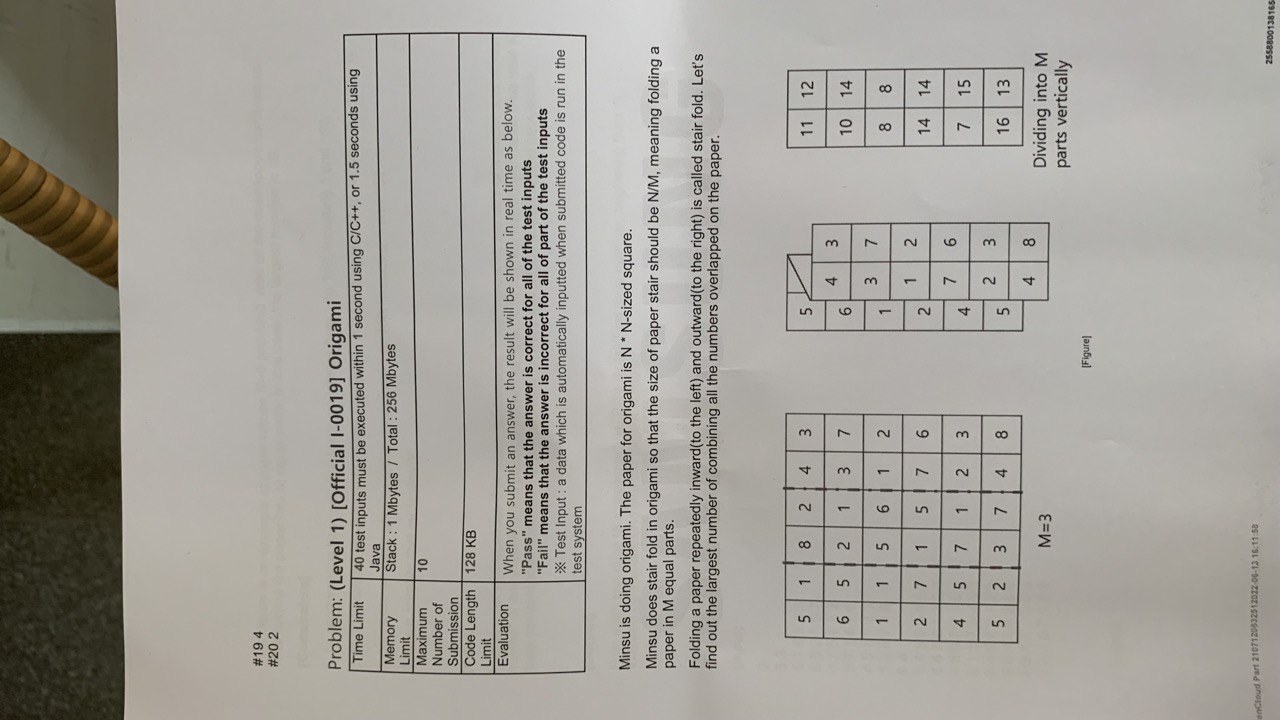 #19 4
#20 2
Problem: (Level 1) [Official I-0019] Origami
Time Limit 40 test inputs must be executed within 1 second using C/C++, or 1.5 seconds using
Java
Memory Stack : 1 Mbytes / Total : 256 Mbytes
Limit
Maximum 10
Number of
Submission
Code Length 128 KB
Limit
Evaluation When you submit an answer, the result will be shown in real time as below.
"Pass" means that the answer is correct for all of the test inputs
"Fail" means that the answer is incorrect for all of part of the test inputs
※ Test Input : a data which is automatically inputted when submitted code is run in the
test system
Minsu is doing origami. The paper for origami is N * N-sized square.
Minsu does stair fold in origami so that the size of paper stair should be N/M, meaning folding a
paper in M equal parts.
Folding a paper repeatedly inward(to the left) and outward(to the right) is called stair fold. Let's
find out the largest number of combining all the numbers overlapped on the paper.
5 1 8 2 4 3
6 5 2 1 3 7
1 1 5 6 1 2
2 7 1 5 7 6
4 5 7 1 2 3
5 2 3 7 4 8
M=3
5
6
1
2
4
5
4 3
3 7
1 2
7 6
2 3
4 8
11 12
10 14
8 8
14 14
7 15
16 13
Dividing into M
parts vertically
[Figure]
enCloud Part 2107120832512022-06-13 16:11:58
2558800138165